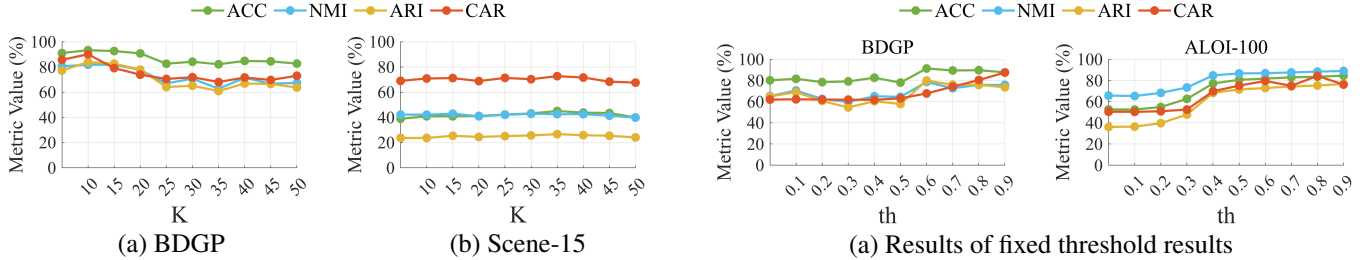 ACC NMI ARI CAR
Metric Value (%)
100
80
60
40
20
0
10 15 20 25 30 35 40 45 50
K
(a) BDGP
Metric Value (%)
100
80
60
40
20
0
10 15 20 25 30 35 40 45 50
K
(b) Scene-15
ACC NMI ARI CAR
BDGP
Metric Value (%)
100
80
60
40
20
0
0.1 0.2 0.3 0.4 0.5 0.6 0.7 0.8 0.9
th
ALOI-100
Metric Value (%)
100
80
60
40
20
0
0.1 0.2 0.3 0.4 0.5 0.6 0.7 0.8 0.9
th
(a) Results of fixed threshold results